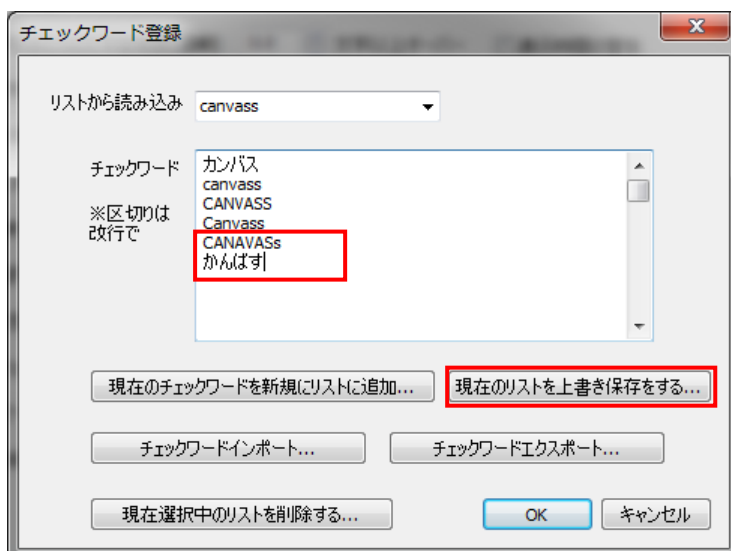 チェックワード登録
リストから読み込み canvass
チェックワード
※区切りは
改行で
カンバス
canvass
CANVASS
Canvass
CANAVASs
かんばす
現在のチェックワードを新規にリストに追加...
現在のリストを上書き保存をする...
チェックワードインポート...
チェックワードエクスポート...
現在選択中のリストを削除する...
OK
キャンセル